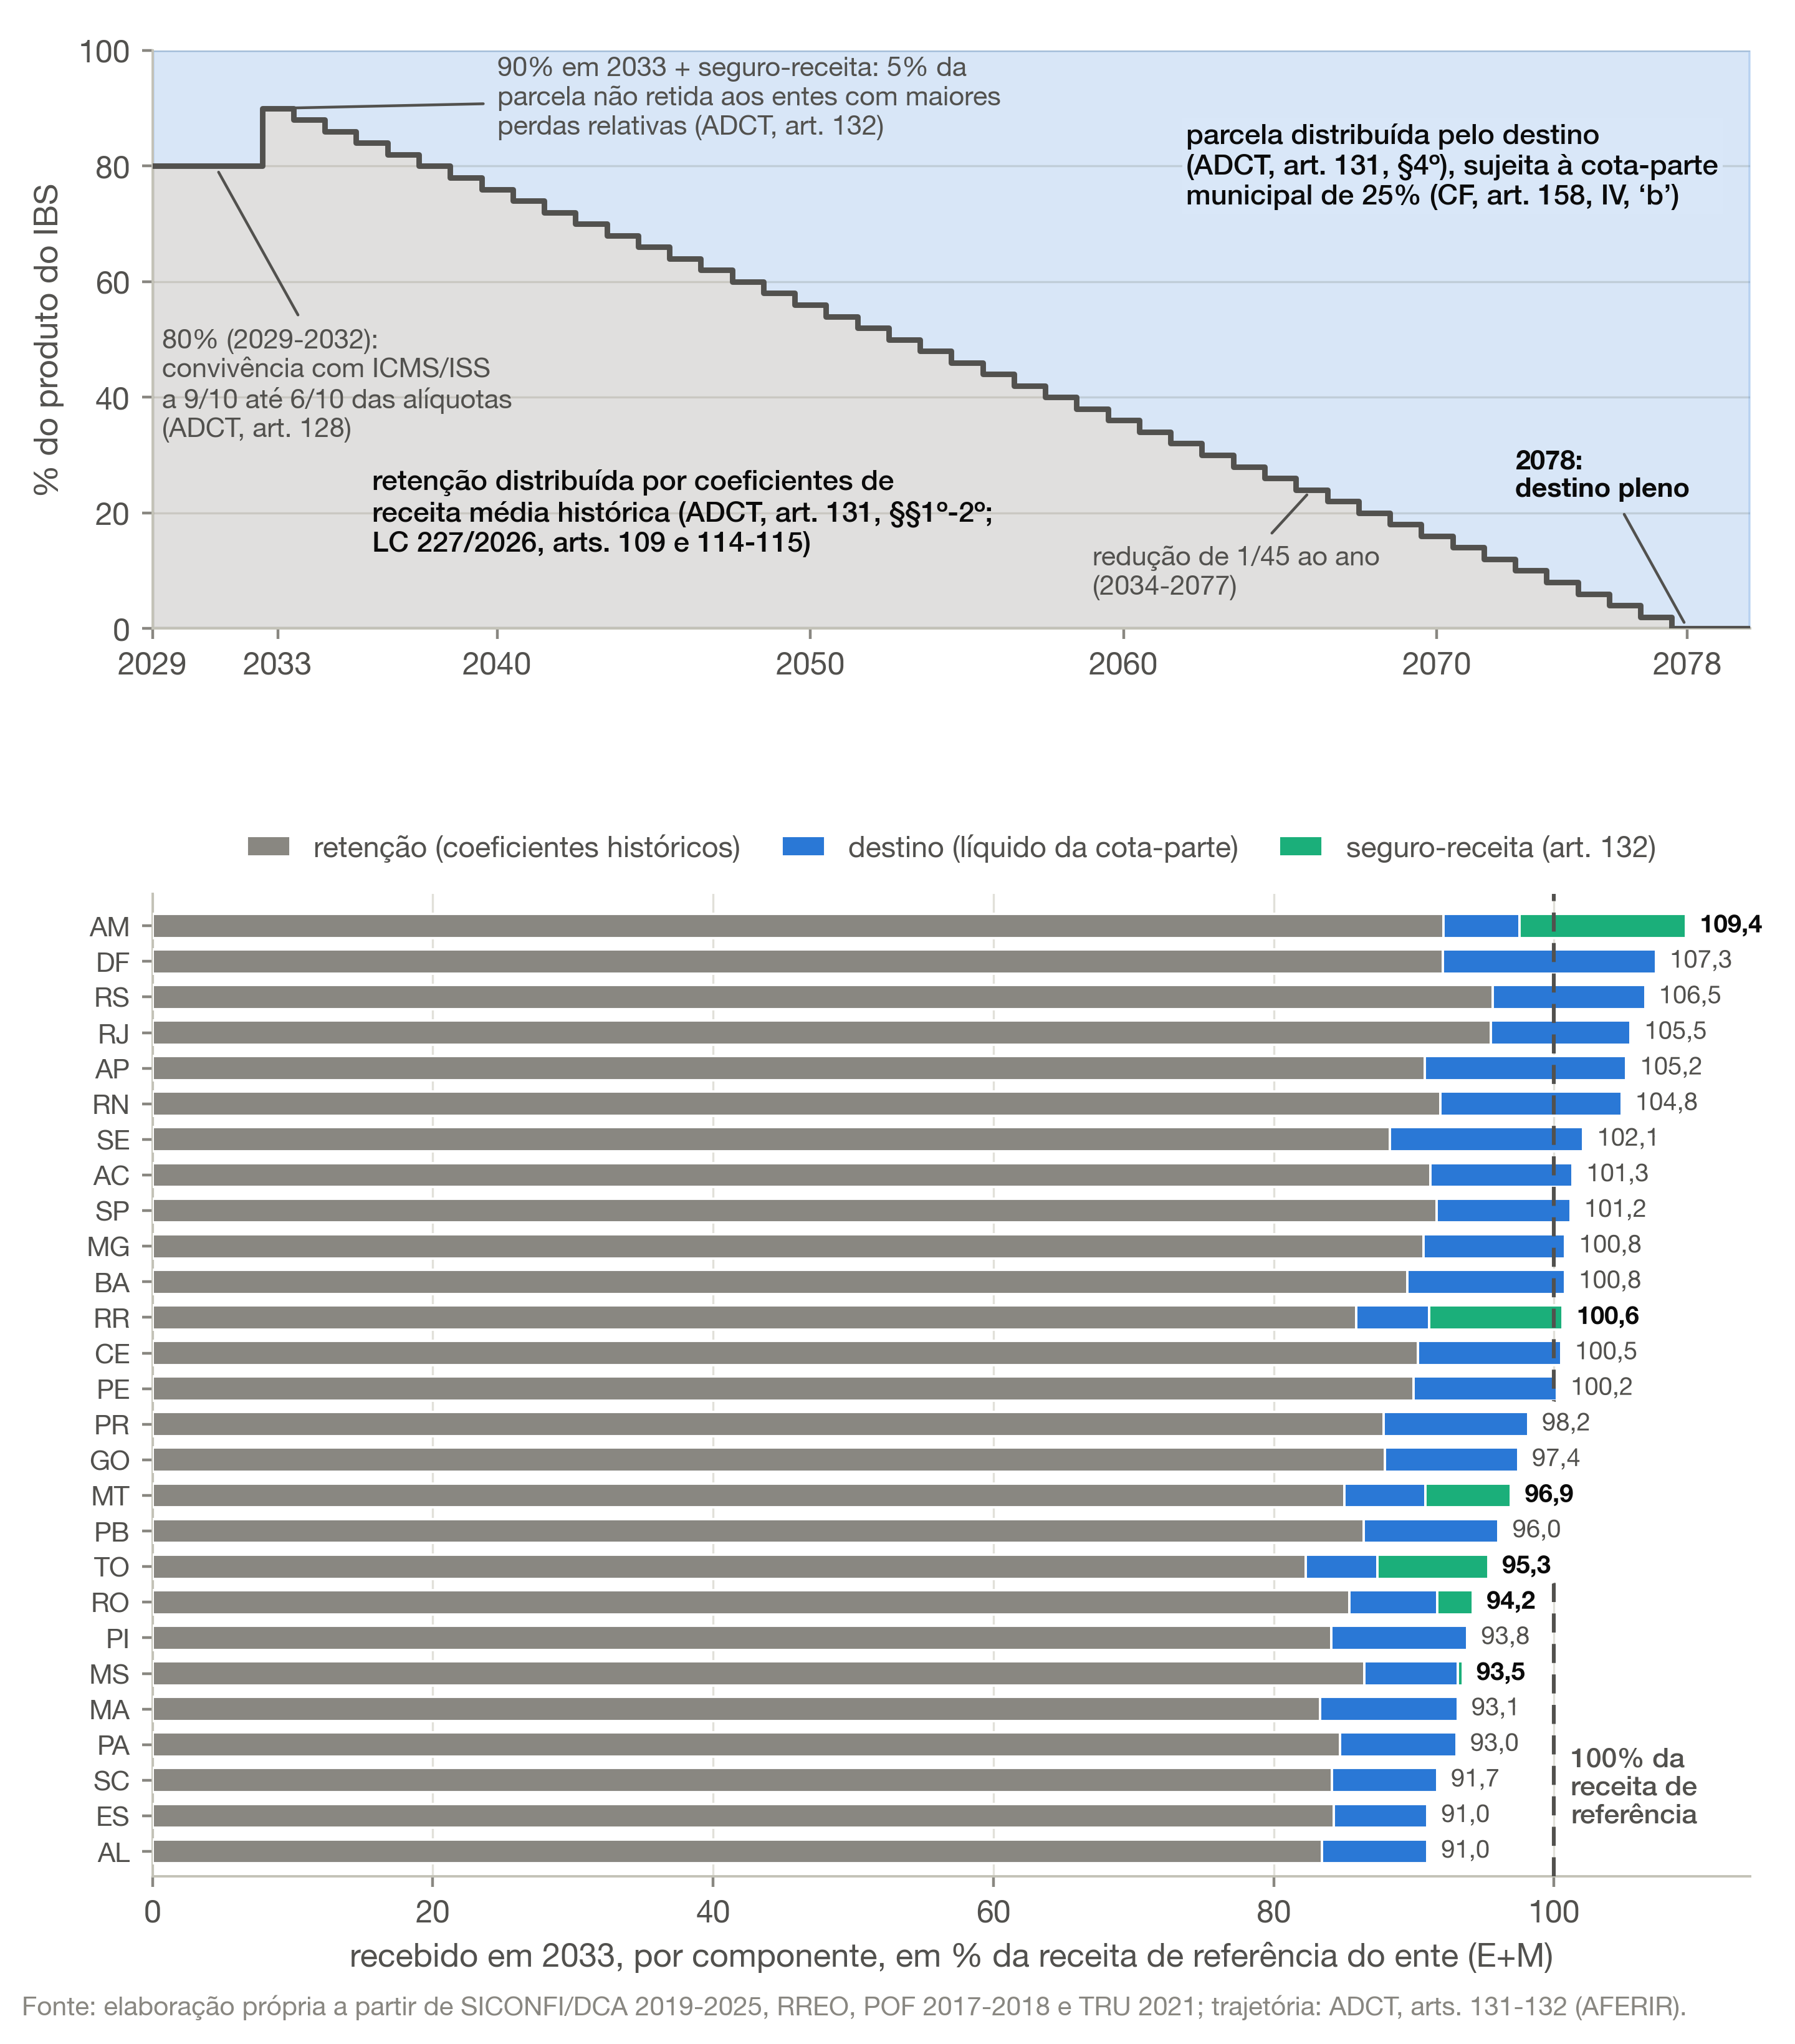 100
90% em 2033 + seguro-receita: 5% da
parcela não retida aos entes com maiores
perdas relativas (ADCT, art. 132)
parcela distribuída pelo destino
(ADCT, art. 131, §4º), sujeita à cota-parte
municipal de 25% (CF, art. 158, IV, ‘b’)
80
% do produto do IBS
60
80% (2029-2032):
convivência com ICMS/ISS
a 9/10 até 6/10 das alíquotas
(ADCT, art. 128)
40
2078:
destino pleno
retenção distribuída por coeficientes de
receita média histórica (ADCT, art. 131, §§1º-2º;
LC 227/2026, arts. 109 e 114-115)
20
redução de 1/45 ao ano
(2034-2077)
0
2029 2033 2040 2050 2060 2070 2078
retenção (coeficientes históricos) destino (líquido da cota-parte) seguro-receita (art. 132)
AM 109,4
DF 107,3
RS 106,5
RJ 105,5
AP 105,2
RN 104,8
SE 102,1
AC 101,3
SP 101,2
MG 100,8
BA 100,8
RR 100,6
CE 100,5
PE 100,2
PR 98,2
GO 97,4
MT 96,9
PB 96,0
TO 95,3
RO 94,2
PI 93,8
MS 93,5
MA 93,1
PA 93,0
SC 91,7
ES 91,0
AL 91,0
100% da
receita de
referência
0 20 40 60 80 100
recebido em 2033, por componente, em % da receita de referência do ente (E+M)
Fonte: elaboração própria a partir de SICONFI/DCA 2019-2025, RREO, POF 2017-2018 e TRU 2021; trajetória: ADCT, arts. 131-132 (AFERIR).